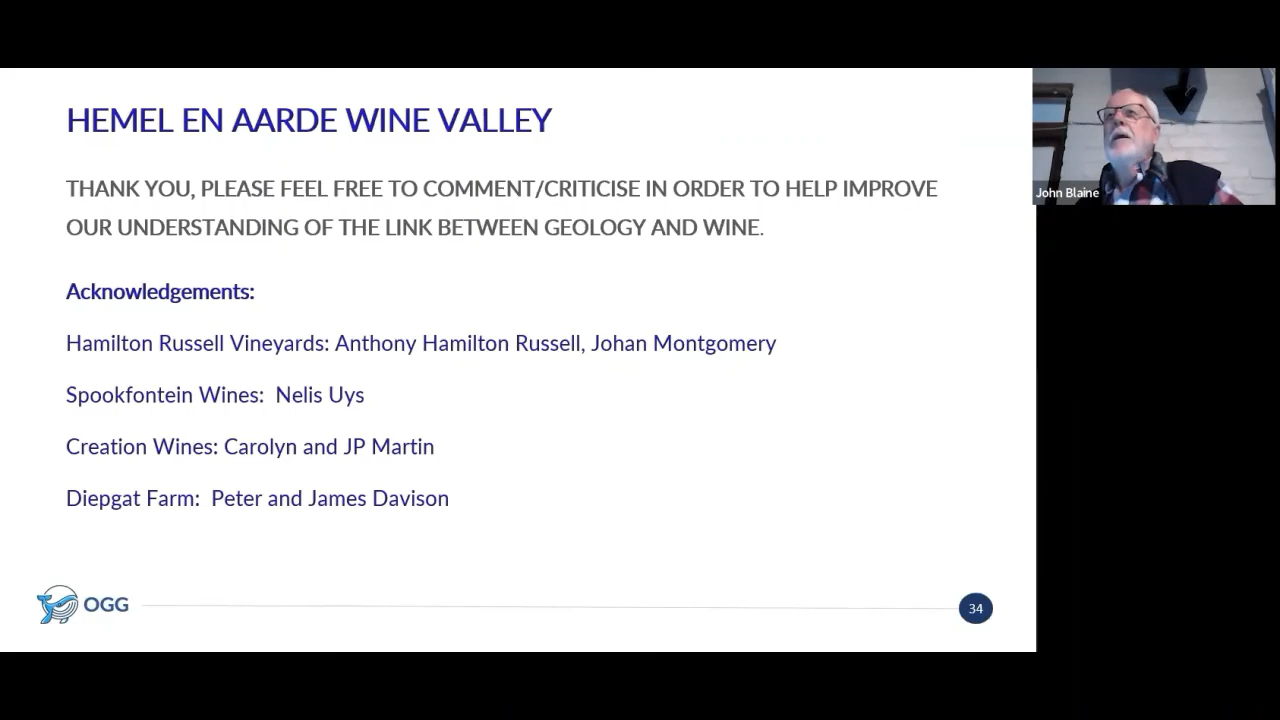 HEMEL EN AARDE WINE VALLEY
THANK YOU, PLEASE FEEL FREE TO COMMENT/CRITICISE IN ORDER TO HELP IMPROVE
OUR UNDERSTANDING OF THE LINK BETWEEN GEOLOGY AND WINE.
Acknowledgements:
Hamilton Russell Vineyards: Anthony Hamilton Russell, Johan Montgomery
Spookfontein Wines:  Nelis Uys
Creation Wines: Carolyn and JP Martin
Diepgat Farm:  Peter and James Davison
OGG
34
John Blaine